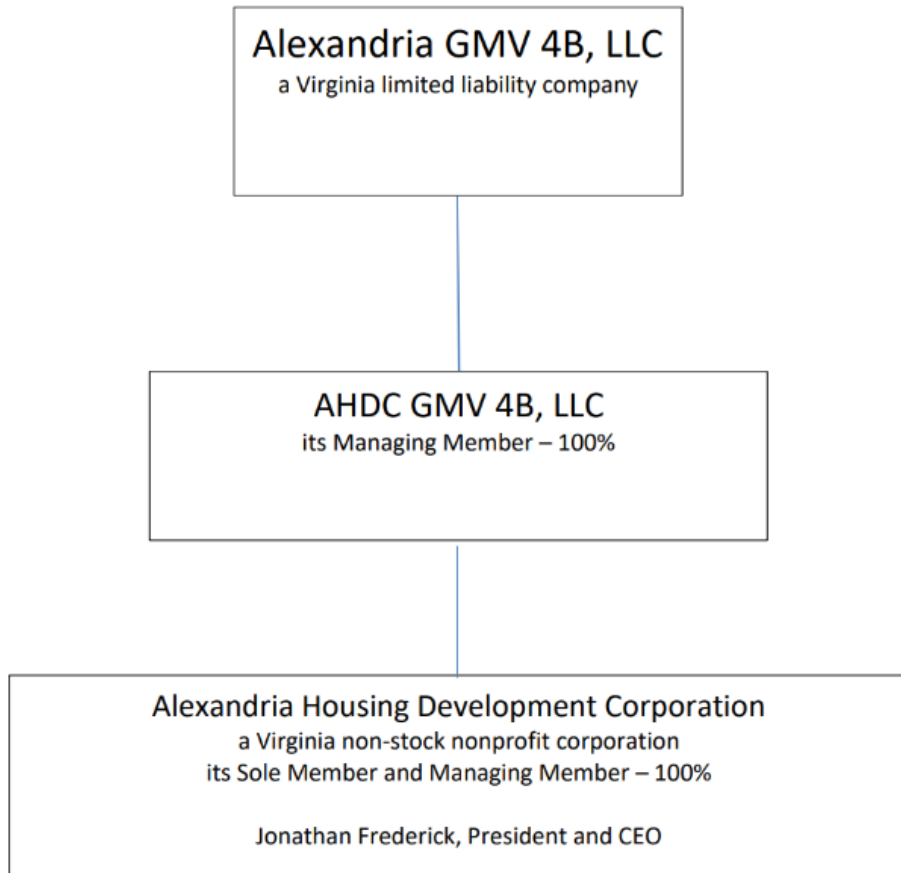 Alexandria GMV 4B, LLC
a Virginia limited liability company
AHDC GMV 4B, LLC
its Managing Member – 100%
Alexandria Housing Development Corporation
a Virginia non-stock nonprofit corporation
its Sole Member and Managing Member – 100%
Jonathan Frederick, President and CEO